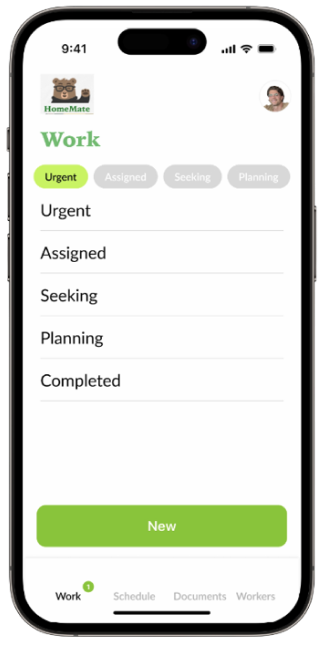 9:41
HomeMate
Work
Urgent Assigned Seeking Planning
Urgent
Assigned
Seeking
Planning
Completed
New
Work 1 Schedule Documents Workers